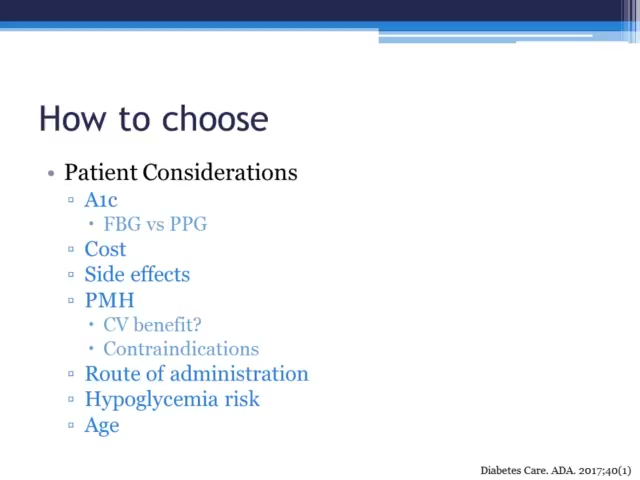 How to choose
• Patient Considerations
▫ A1c
▪ FBG vs PPG
▫ Cost
▫ Side effects
▫ PMH
▪ CV benefit?
▪ Contraindications
▫ Route of administration
▫ Hypoglycemia risk
▫ Age
Diabetes Care. ADA. 2017;40(1)